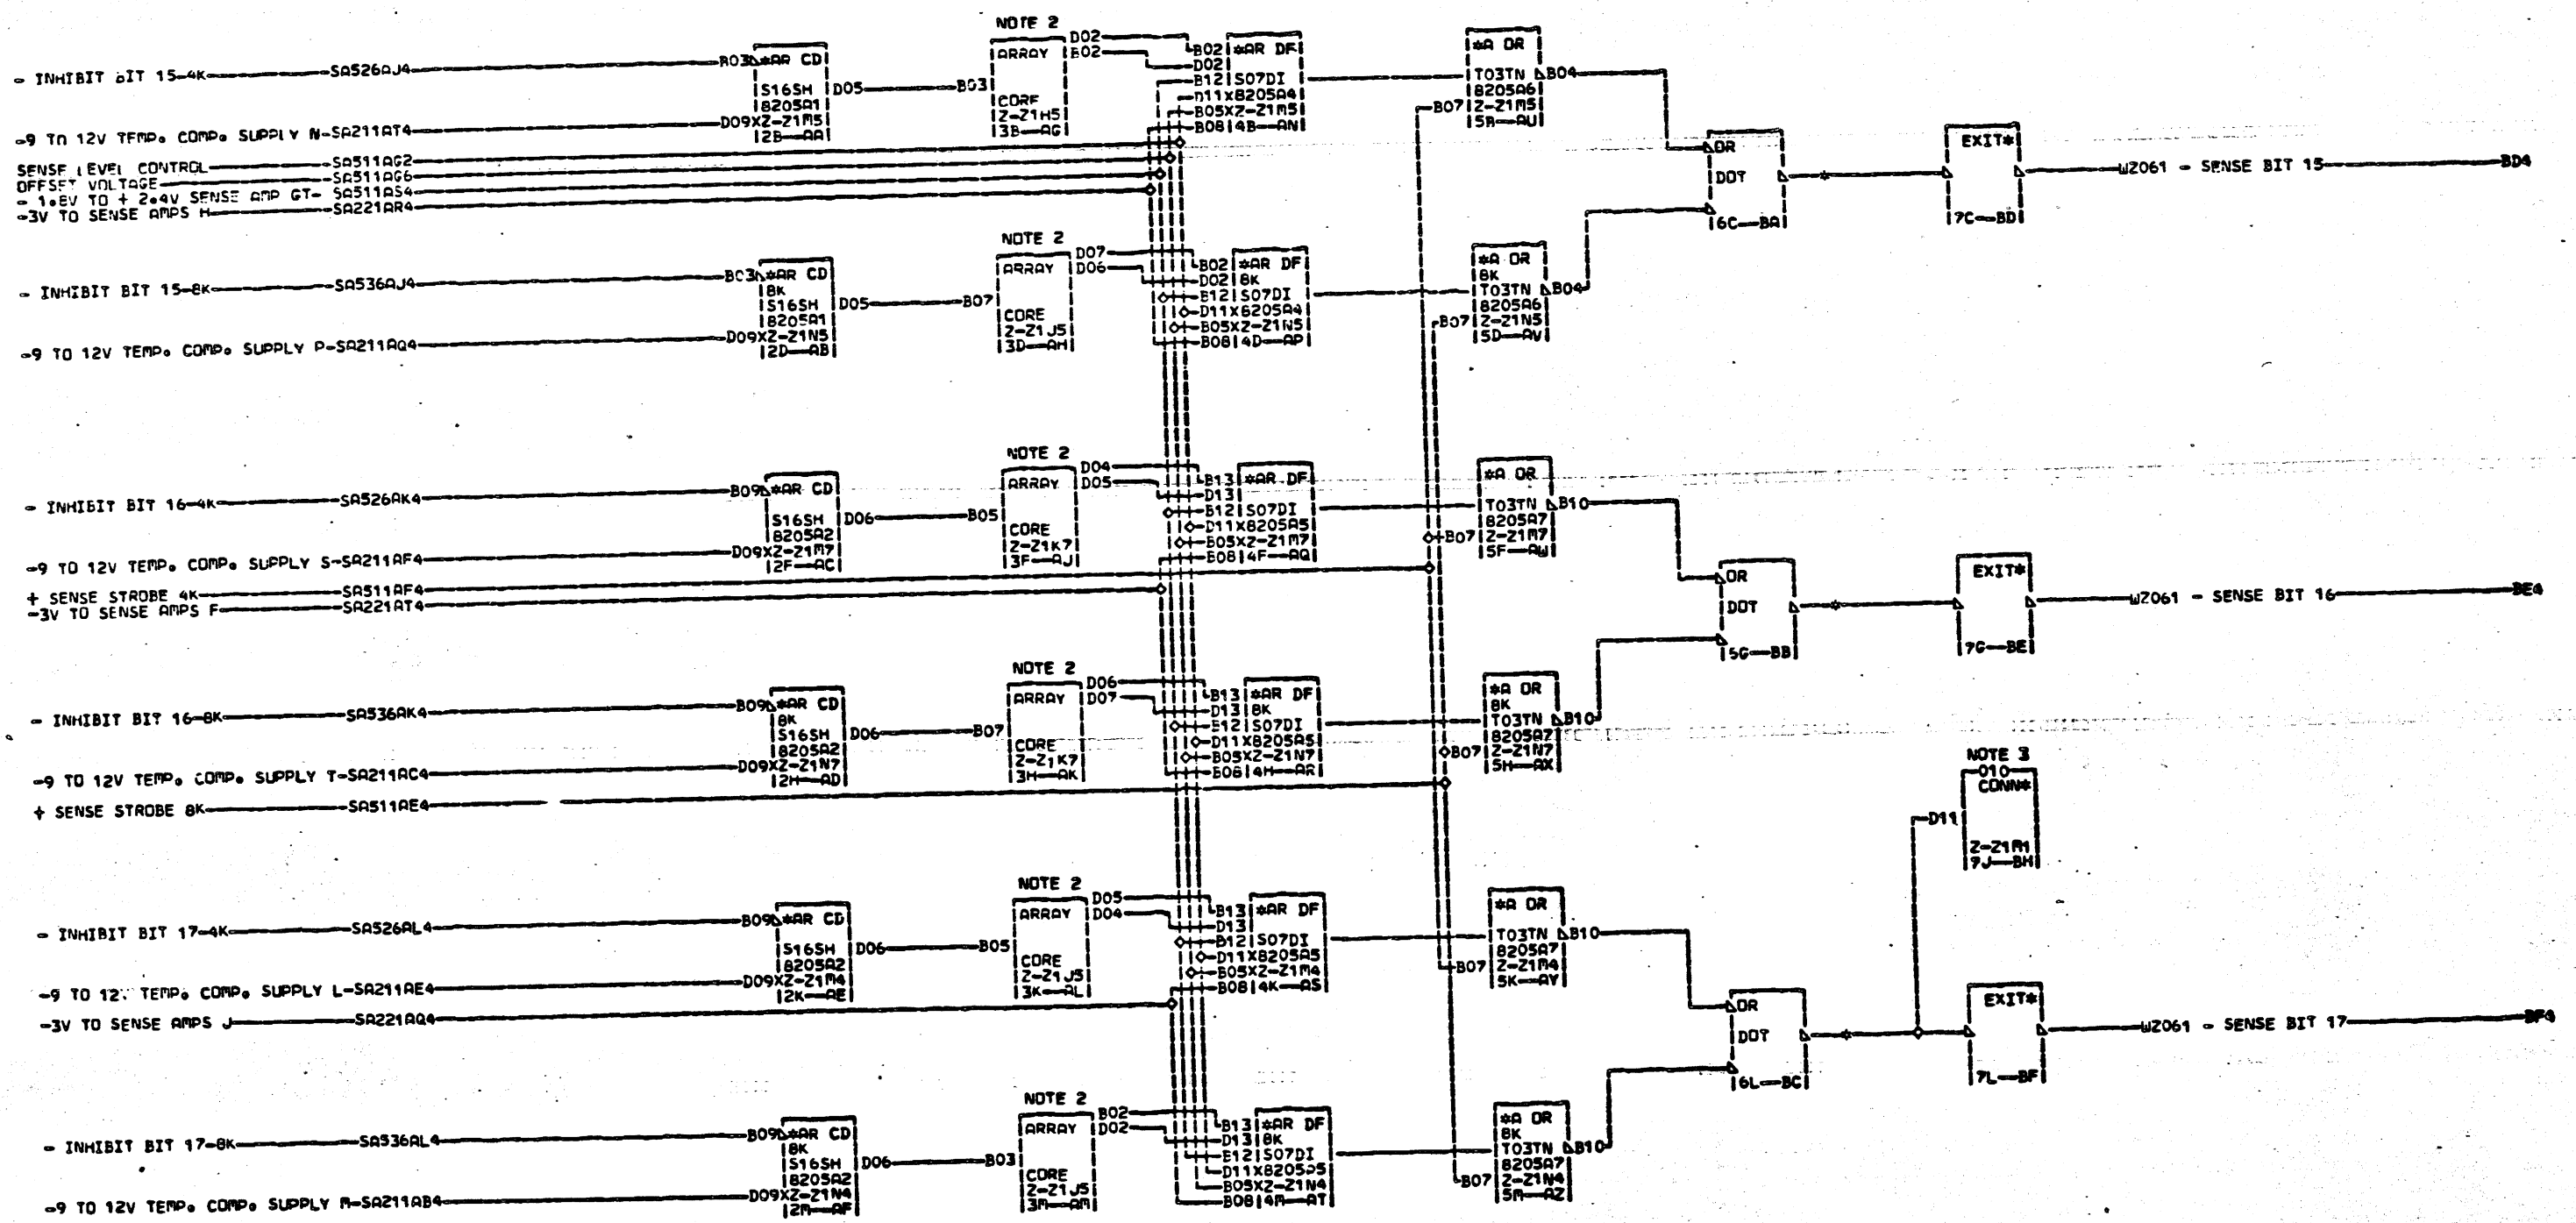 - INHIBIT BIT 15-4K SA526AJ4
-9 TO 12V TEMP. COMP. SUPPLY N-SA211AT4
SENSE LEVEL CONTROL SA511AG2
OFFSET VOLTAGE SA511AG6
- 1.8V TO + 2.4V SENSE AMP GT- SA511AS4
-3V TO SENSE AMPS H SA221AR4
B03 *AR CD
S16SH D05
8205A1
D09XZ-Z1M5
2B-AA
NOTE 2
ARRAY D02
B02
B03
CORE
Z-Z1H5
3B-AG
B02 *AR DF
D02
B12 S07DI
D11X8205A4
B05XZ-Z1M5
B08 4B-AN
*A OR
T03TN B04
8205A6
B07 Z-Z1M5
5B-AU
OR
DOT
6C-BA
EXIT*
7C-BD
WZ061 - SENSE BIT 15 BD4
- INHIBIT BIT 15-8K SA536AJ4
-9 TO 12V TEMP. COMP. SUPPLY P-SA211AQ4
B03 *AR CD
8K
S16SH D05
8205A1
D09XZ-Z1N5
2D-AB
NOTE 2
D07
ARRAY D06
B07
CORE
Z-Z1J5
3D-AH
B02 *AR DF
D02 8K
B12 S07DI
D11X8205A4
B05XZ-Z1N5
B08 4D-AP
*A OR
8K
T03TN B04
8205A6
B07 Z-Z1N5
5D-AV
- INHIBIT BIT 16-4K SA526AK4
-9 TO 12V TEMP. COMP. SUPPLY S-SA211AF4
+ SENSE STROBE 4K SA511AF4
-3V TO SENSE AMPS F SA221AT4
B09 *AR CD
S16SH D06
8205A2
D09XZ-Z1M7
2F-AC
NOTE 2
D04
ARRAY D05
B05
CORE
Z-Z1K7
3F-AJ
B13 *AR DF
D13
B12 S07DI
D11X8205A5
B05XZ-Z1M7
B08 4F-AQ
*A OR
T03TN B10
8205A7
B07 Z-Z1M7
5F-AW
OR
DOT
5G-BB
EXIT*
7G-BE
WZ061 - SENSE BIT 16 BE4
- INHIBIT BIT 16-8K SA536AK4
-9 TO 12V TEMP. COMP. SUPPLY T-SA211AC4
+ SENSE STROBE 8K SA511AE4
B09 *AR CD
8K
S16SH D06
8205A2
D09XZ-Z1N7
2H-AD
NOTE 2
D06
ARRAY D07
B07
CORE
Z-Z1K7
3H-AK
B13 *AR DF
D13 8K
B12 S07DI
D11X8205A5
B05XZ-Z1N7
B08 4H-AR
*A OR
8K
T03TN B10
8205A7
B07 Z-Z1N7
5H-AX
NOTE 3
010
CONN*
D11
Z-Z1M1
7J-BH
- INHIBIT BIT 17-4K SA526AL4
-9 TO 12V TEMP. COMP. SUPPLY L-SA211AE4
-3V TO SENSE AMPS J SA221AQ4
B09 *AR CD
S16SH D06
8205A2
D09XZ-Z1M4
2K-AE
NOTE 2
D05
ARRAY D04
B05
CORE
Z-Z1J5
3K-AL
B13 *AR DF
D13
B12 S07DI
D11X8205A5
B05XZ-Z1M4
B08 4K-AS
*A OR
T03TN B10
8205A7
B07 Z-Z1M4
5K-AY
OR
DOT
6L-BC
EXIT*
7L-BF
WZ061 - SENSE BIT 17 BF4
- INHIBIT BIT 17-8K SA536AL4
-9 TO 12V TEMP. COMP. SUPPLY M-SA211AB4
B09 *AR CD
8K
S16SH D06
8205A2
D09XZ-Z1N4
2M-AF
NOTE 2
B02
ARRAY D02
B03
CORE
Z-Z1J5
3M-AM
B13 *AR DF
D13 8K
B12 S07DI
D11X8205A5
B05XZ-Z1N4
B08 4M-AT
*A OR
8K
T03TN B10
8205A7
B07 Z-Z1N4
5M-AZ